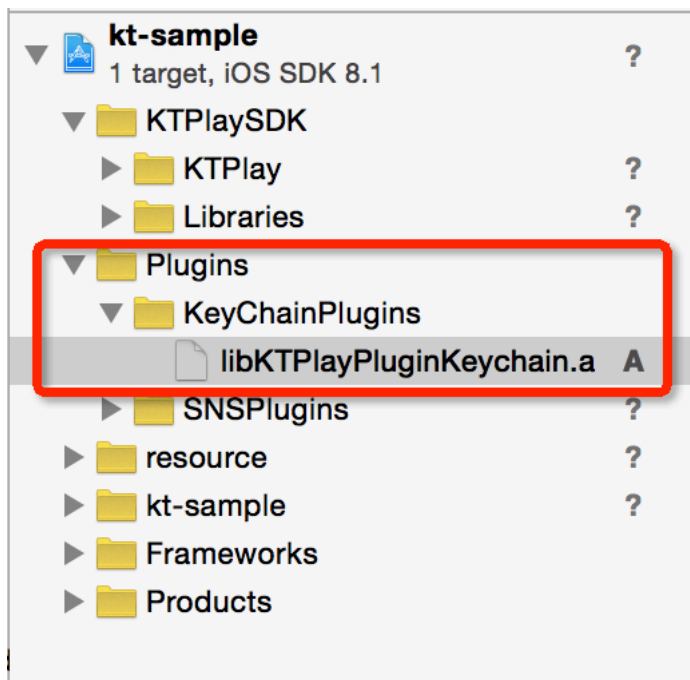 kt-sample ?
1 target, iOS SDK 8.1
KTPlaySDK
KTPlay ?
Libraries ?
Plugins
KeyChainPlugins
libKTPlayPluginKeychain.a A
SNSPlugins ?
resource ?
kt-sample ?
Frameworks
Products